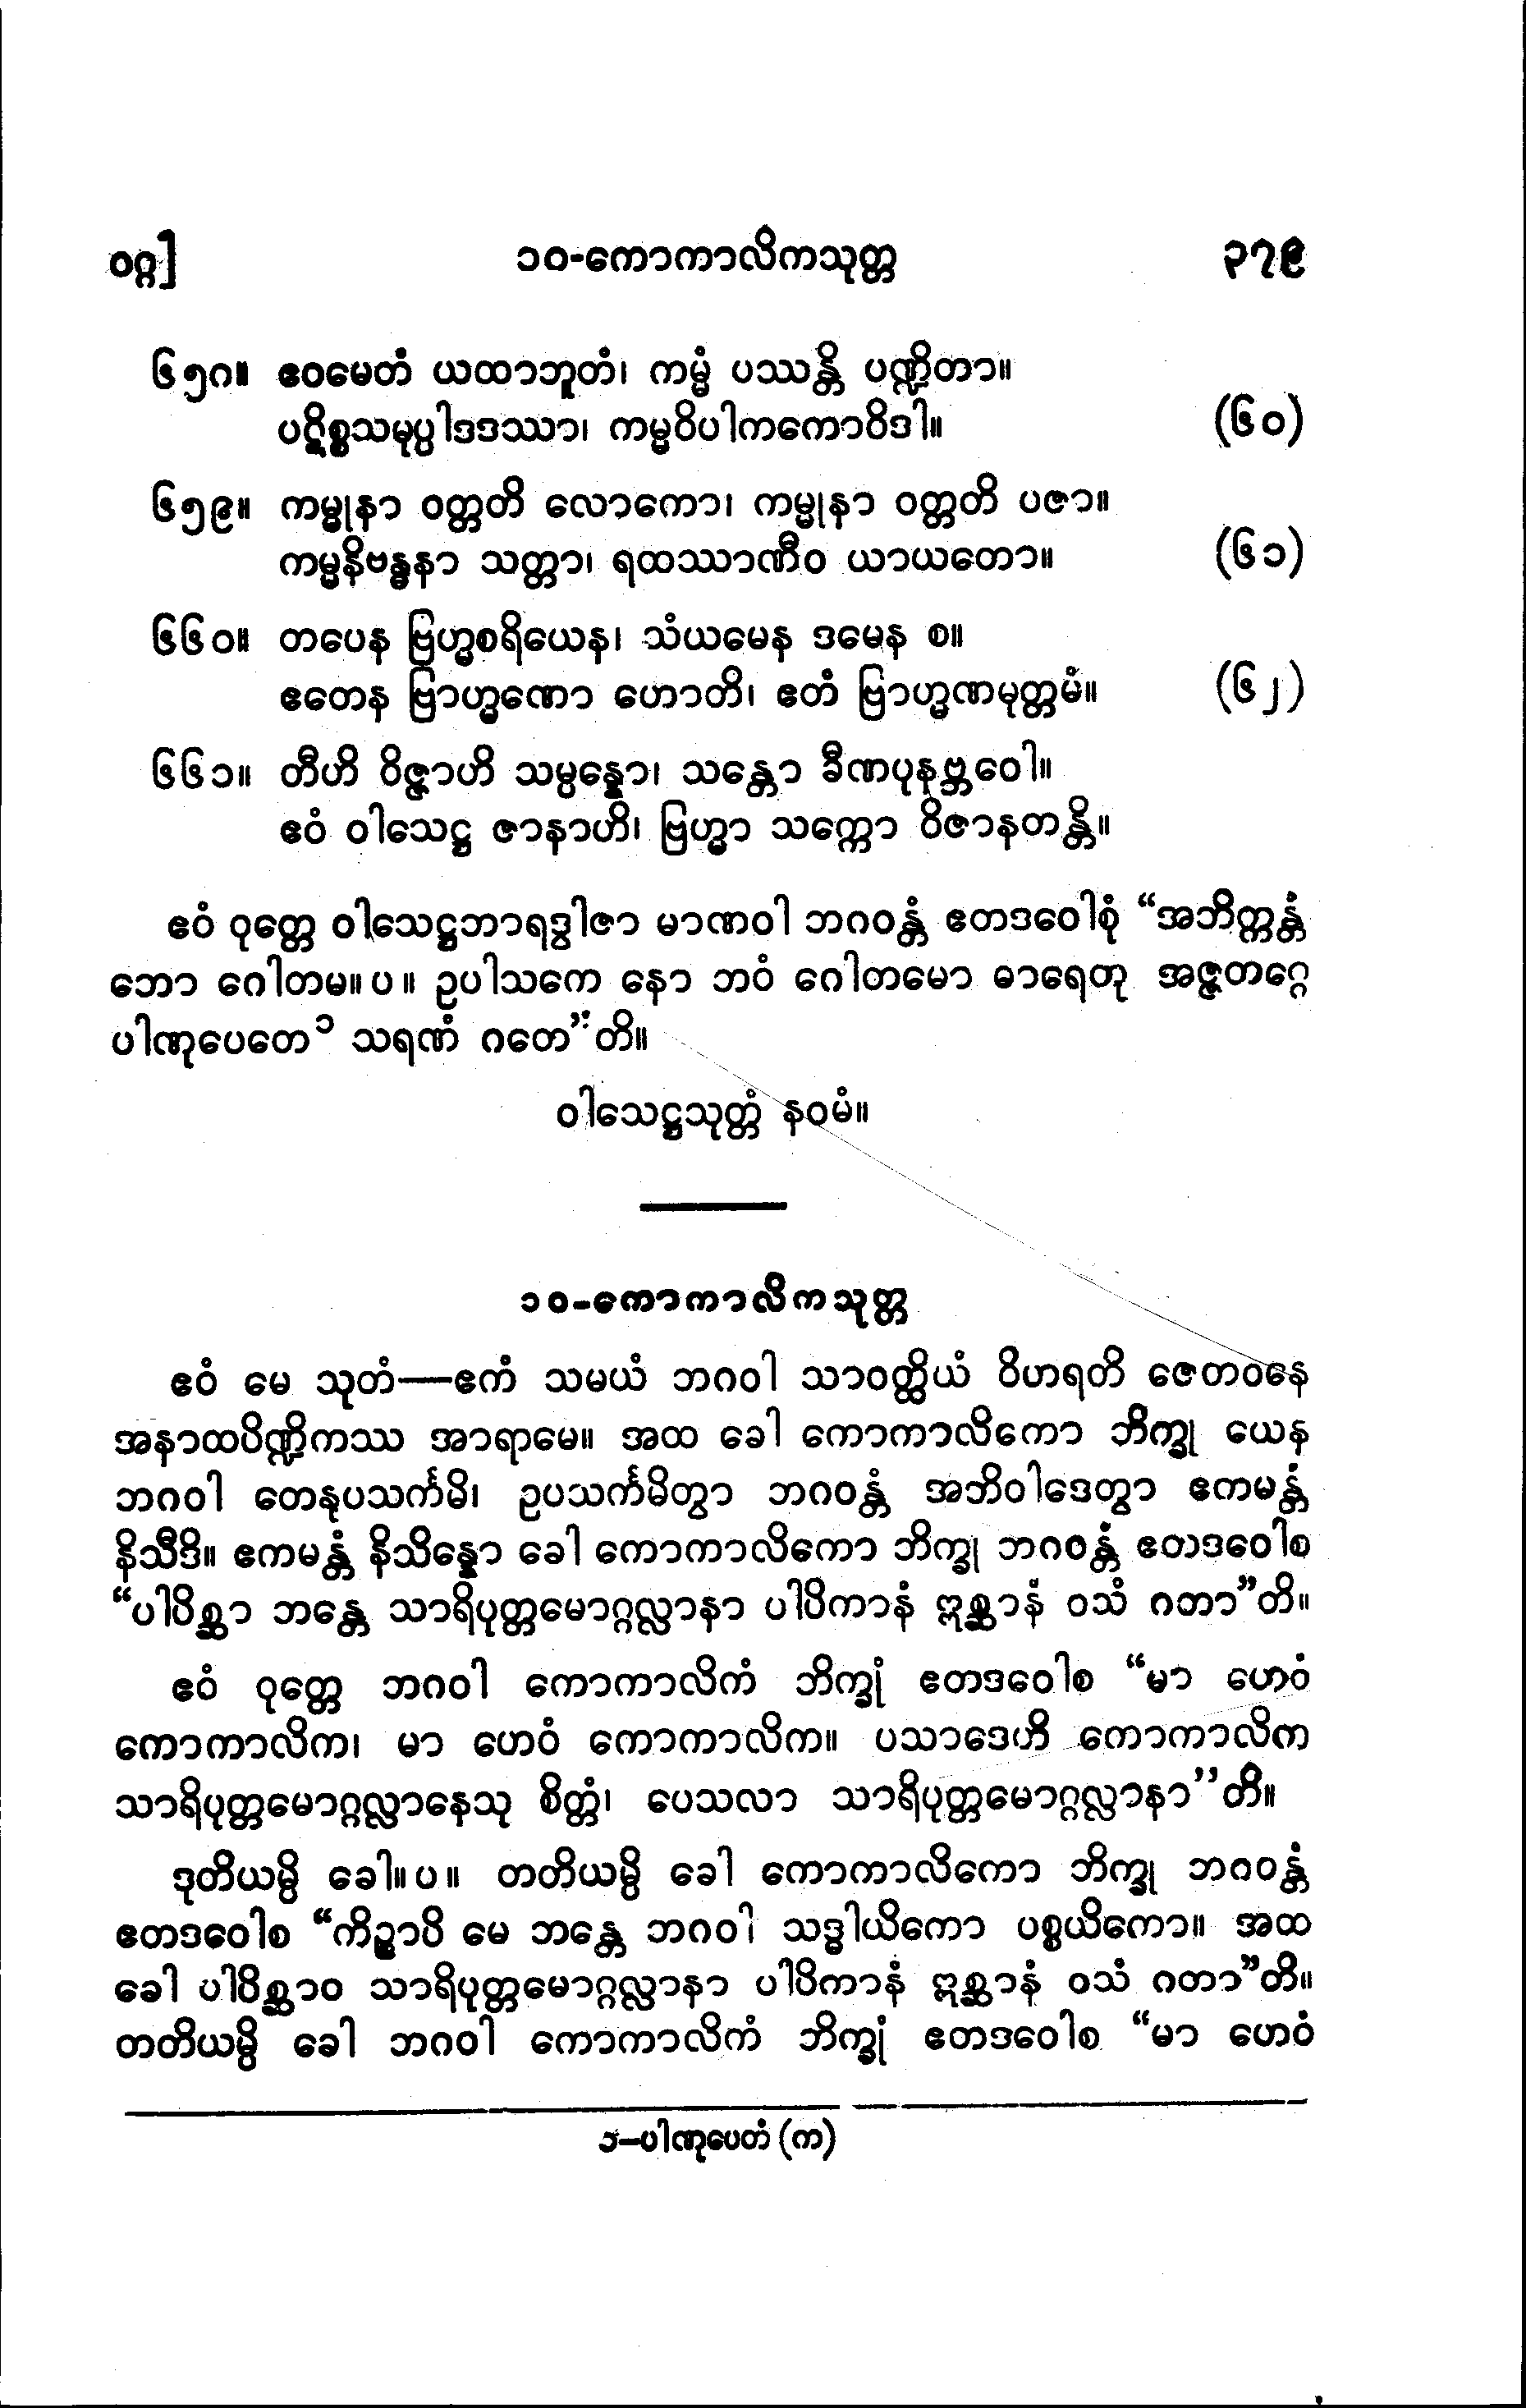 ဝဂ္ဂ]
၁၀-ကောကာလိကသုတ္တ
၃၇၉
၆၅၈။ ဧဝမေတံ ယထာဘူတံ၊ ကမ္မံ ပဿန္တိ ပဏ္ဍိတာ။
ပဋိစ္စသမုပ္ပါဒဒဿာ၊ ကမ္မဝိပါကကောဝိဒါ။ (၆၀)
၆၅၉။ ကမ္မုနာ ဝတ္တတိ လောကော၊ ကမ္မုနာ ဝတ္တတိ ပဇာ။
ကမ္မနိဗန္ဓနာ သတ္တာ၊ ရထဿာဏီဝ ယာယတော။ (၆၁)
၆၆၀။ တပေန ဗြဟ္မစရိယေန၊ သံယမေန ဒမေန စ။
ဧတေန ဗြာဟ္မဏော ဟောတိ၊ ဧတံ ဗြာဟ္မဏမုတ္တမံ။ (၆၂)
၆၆၁။ တီဟိ ဝိဇ္ဇာဟိ သမ္ပန္နော၊ သန္တော ခီဏပုနဗ္ဘဝေါ။
ဧဝံ ဝါသေဋ္ဌ ဇာနာဟိ၊ ဗြဟ္မာ သက္ကော ဝိဇာနတန္တိ။
ဧဝံ ဝုတ္တေ ဝါသေဋ္ဌဘာရဒွါဇာ မာဏဝါ ဘဂဝန္တံ ဧတဒဝေါစုံ “အဘိက္ကန္တံ
ဘော ဂေါတမ။ ပ ။ ဥပါသကေ နော ဘဝံ ဂေါတမော ဓာရေတု အဇ္ဇတဂ္ဂေ
ပါဏုပေတေ၁ သရဏံ ဂတေ”တိ။
ဝါသေဋ္ဌသုတ္တံ နဝမံ။
၁၀-ကောကာလိကသုတ္တ
ဧဝံ မေ သုတံ—ဧကံ သမယံ ဘဂဝါ သာဝတ္ထိယံ ဝိဟရတိ ဇေတဝနေ
အနာထပိဏ္ဍိကဿ အာရာမေ။ အထ ခေါ ကောကာလိကော ဘိက္ခု ယေန
ဘဂဝါ တေနုပသင်္ကမိ၊ ဥပသင်္ကမိတွာ ဘဂဝန္တံ အဘိဝါဒေတွာ ဧကမန္တံ
နိသီဒိ။ ဧကမန္တံ နိသိန္နော ခေါ ကောကာလိကော ဘိက္ခု ဘဂဝန္တံ ဧတဒဝေါစ
“ပါပိစ္ဆာ ဘန္တေ သာရိပုတ္တမောဂ္ဂလ္လာနာ ပါပိကာနံ ဣစ္ဆာနံ ဝသံ ဂတာ”တိ။
ဧဝံ ဝုတ္တေ ဘဂဝါ ကောကာလိကံ ဘိက္ခုံ ဧတဒဝေါစ “မာ ဟေဝံ
ကောကာလိက၊ မာ ဟေဝံ ကောကာလိက။ ပသာဒေဟိ ကောကာလိက
သာရိပုတ္တမောဂ္ဂလ္လာနေသု စိတ္တံ၊ ပေသလာ သာရိပုတ္တမောဂ္ဂလ္လာနာ”တိ။
ဒုတိယမ္ပိ ခေါ။ ပ ။ တတိယမ္ပိ ခေါ ကောကာလိကော ဘိက္ခု ဘဂဝန္တံ
ဧတဒဝေါစ “ကိဉ္စာပိ မေ ဘန္တေ ဘဂဝါ သဒ္ဓါယိကော ပစ္စယိကော။ အထ
ခေါ ပါပိစ္ဆာဝ သာရိပုတ္တမောဂ္ဂလ္လာနာ ပါပိကာနံ ဣစ္ဆာနံ ဝသံ ဂတာ”တိ။
တတိယမ္ပိ ခေါ ဘဂဝါ ကောကာလိကံ ဘိက္ခုံ ဧတဒဝေါစ “မာ ဟေဝံ
၁—ပါဏုပေတံ (က)